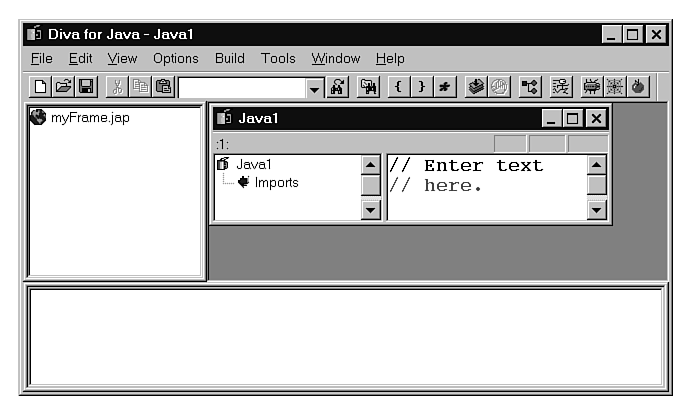 Diva for Java - Java1
File Edit View Options Build Tools Window Help
{ } *
myFrame.jap
Java1
:1:
Java1
Imports
// Enter text
// here.